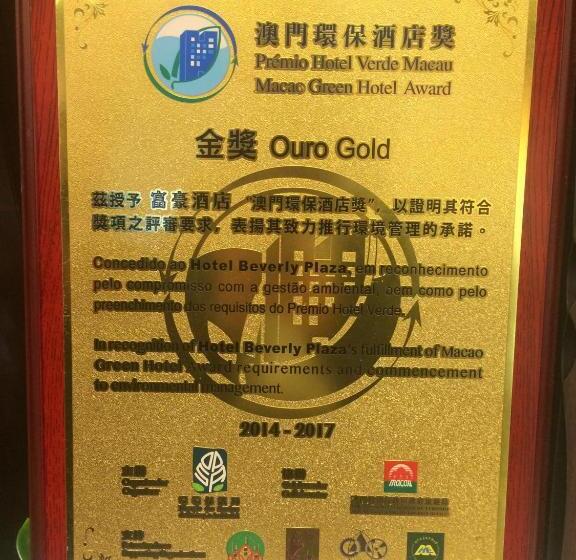 澳門環保酒店獎
Prémio Hotel Verde Macau
Macao Green Hotel Award
金獎 Ouro Gold
茲授予 富豪酒店 “澳門環保酒店獎”，以證明其符合
獎項之評審要求，表揚其致力推行環境管理的承諾。
Concedido ao Hotel Beverly Plaza, em reconhecimento
pelo compromisso com a gestão ambiental, bem como pelo
preenchimento dos requisitos do Prémio Hotel Verde.
In recognition of Hotel Beverly Plaza's fulfillment of Macao
Green Hotel Award requirements and commencement
to environmental management.
2014 - 2017
主辦
Organizador
Organizer
MACAU